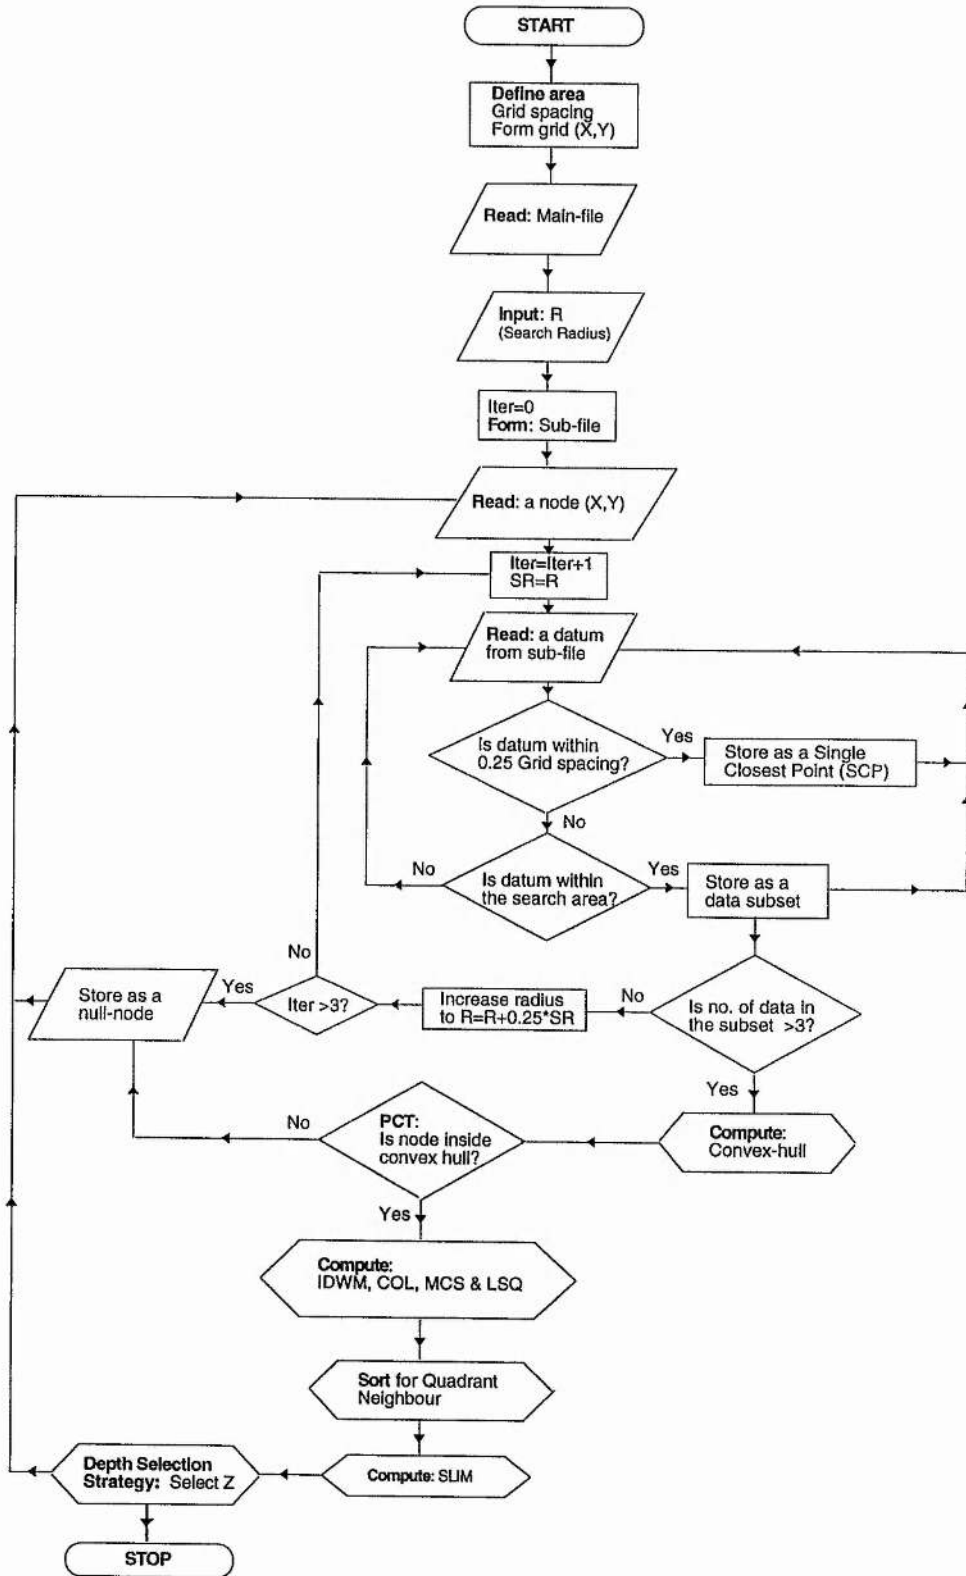 START
Define area
Grid spacing
Form grid (X,Y)
Read: Main-file
Input: R
(Search Radius)
Iter=0
Form: Sub-file
Read: a node (X,Y)
Iter=Iter+1
SR=R
Read: a datum
from sub-file
Is datum within
0.25 Grid spacing?
Yes
Store as a Single
Closest Point (SCP)
No
Is datum within
the search area?
No
Yes
Store as a
data subset
Is no. of data in
the subset >3?
No
Increase radius
to R=R+0.25*SR
Iter >3?
No
Yes
Store as a
null-node
Yes
Compute:
Convex-hull
PCT:
Is node inside
convex hull?
No
Yes
Compute:
IDWM, COL, MCS & LSQ
Sort for Quadrant
Neighbour
Compute: SLIM
Depth Selection
Strategy: Select Z
STOP